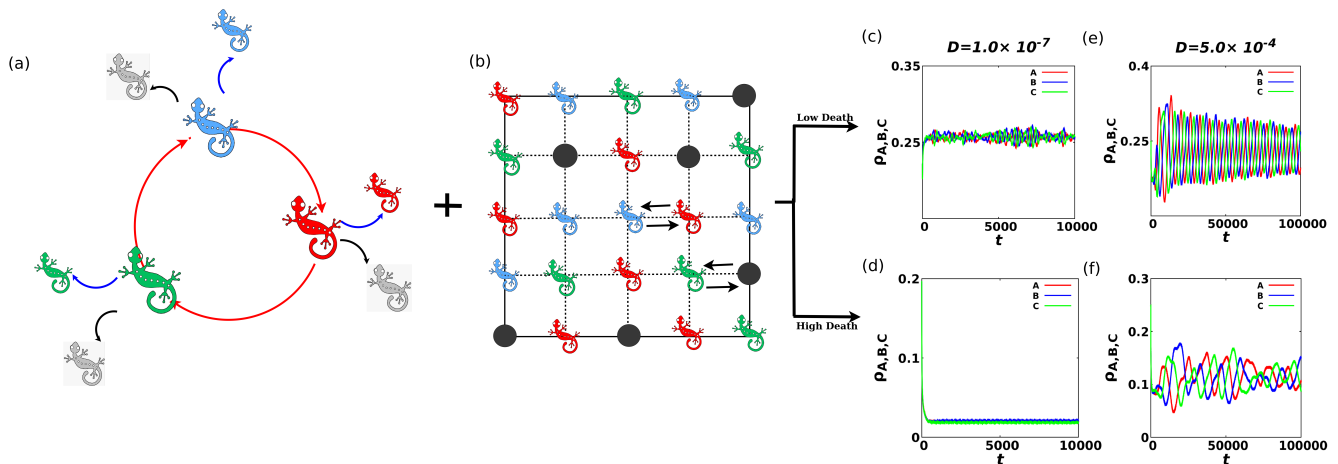 (a)
(b)
Low Death
High Death
(c)
D=1.0× 10-7
0.35
0.25
ρA,B,C
A
B
C
0
5000
10000
t
(e)
D=5.0× 10-4
0.4
0.25
ρA,B,C
A
B
C
0
50000
100000
t
(d)
0.2
0.1
0
ρA,B,C
A
B
C
0
5000
10000
t
(f)
0.3
0.2
0.1
0
ρA,B,C
A
B
C
0
50000
100000
t